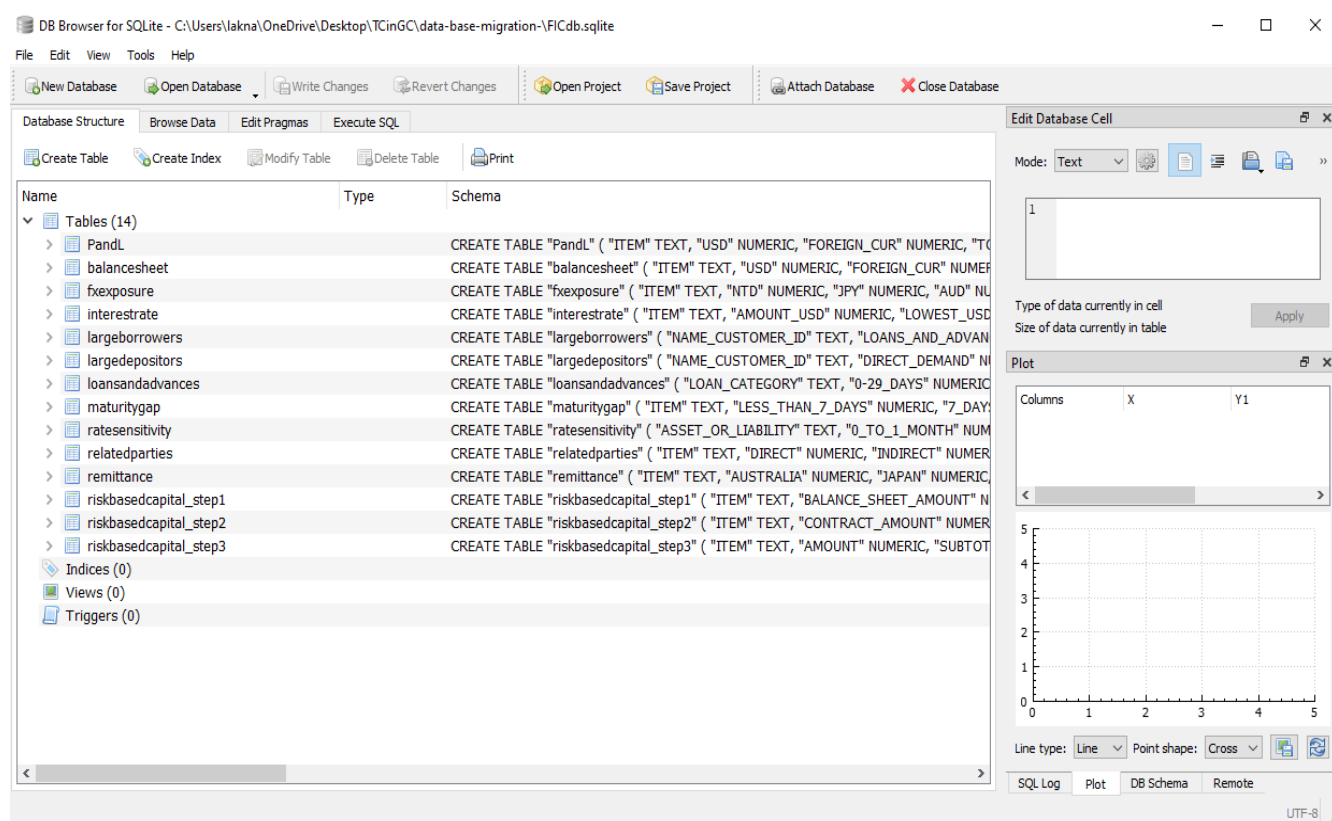 DB Browser for SQLite - C:\Users\lakna\OneDrive\Desktop\TCinGC\data-base-migration-\FICdb.sqlite
File Edit View Tools Help
New Database Open Database Write Changes Revert Changes Open Project Save Project Attach Database Close Database
Database Structure Browse Data Edit Pragmas Execute SQL
Create Table Create Index Modify Table Delete Table Print
Name Type Schema
Tables (14)
PandL CREATE TABLE "PandL" ( "ITEM" TEXT, "USD" NUMERIC, "FOREIGN_CUR" NUMERIC, "TO
balancesheet CREATE TABLE "balancesheet" ( "ITEM" TEXT, "USD" NUMERIC, "FOREIGN_CUR" NUMER
fxexposure CREATE TABLE "fxexposure" ( "ITEM" TEXT, "NTD" NUMERIC, "JPY" NUMERIC, "AUD" NU
interestrate CREATE TABLE "interestrate" ( "ITEM" TEXT, "AMOUNT_USD" NUMERIC, "LOWEST_USD
largeborrowers CREATE TABLE "largeborrowers" ( "NAME_CUSTOMER_ID" TEXT, "LOANS_AND_ADVAN
largedepositors CREATE TABLE "largedepositors" ( "NAME_CUSTOMER_ID" TEXT, "DIRECT_DEMAND" NU
loansandadvances CREATE TABLE "loansandadvances" ( "LOAN_CATEGORY" TEXT, "0-29_DAYS" NUMERIC
maturitygap CREATE TABLE "maturitygap" ( "ITEM" TEXT, "LESS_THAN_7_DAYS" NUMERIC, "7_DAYS
ratesensitivity CREATE TABLE "ratesensitivity" ( "ASSET_OR_LIABILITY" TEXT, "0_TO_1_MONTH" NUM
relatedparties CREATE TABLE "relatedparties" ( "ITEM" TEXT, "DIRECT" NUMERIC, "INDIRECT" NUMER
remittance CREATE TABLE "remittance" ( "ITEM" TEXT, "AUSTRALIA" NUMERIC, "JAPAN" NUMERIC,
riskbasedcapital_step1 CREATE TABLE "riskbasedcapital_step1" ( "ITEM" TEXT, "BALANCE_SHEET_AMOUNT" N
riskbasedcapital_step2 CREATE TABLE "riskbasedcapital_step2" ( "ITEM" TEXT, "CONTRACT_AMOUNT" NUMER
riskbasedcapital_step3 CREATE TABLE "riskbasedcapital_step3" ( "ITEM" TEXT, "AMOUNT" NUMERIC, "SUBTOT
Indices (0)
Views (0)
Triggers (0)
Edit Database Cell
Mode: Text
1
Type of data currently in cell
Size of data currently in table
Apply
Plot
Columns X Y1
5
4
3
2
1
0
0 1 2 3 4 5
Line type: Line Point shape: Cross
SQL Log Plot DB Schema Remote
UTF-8